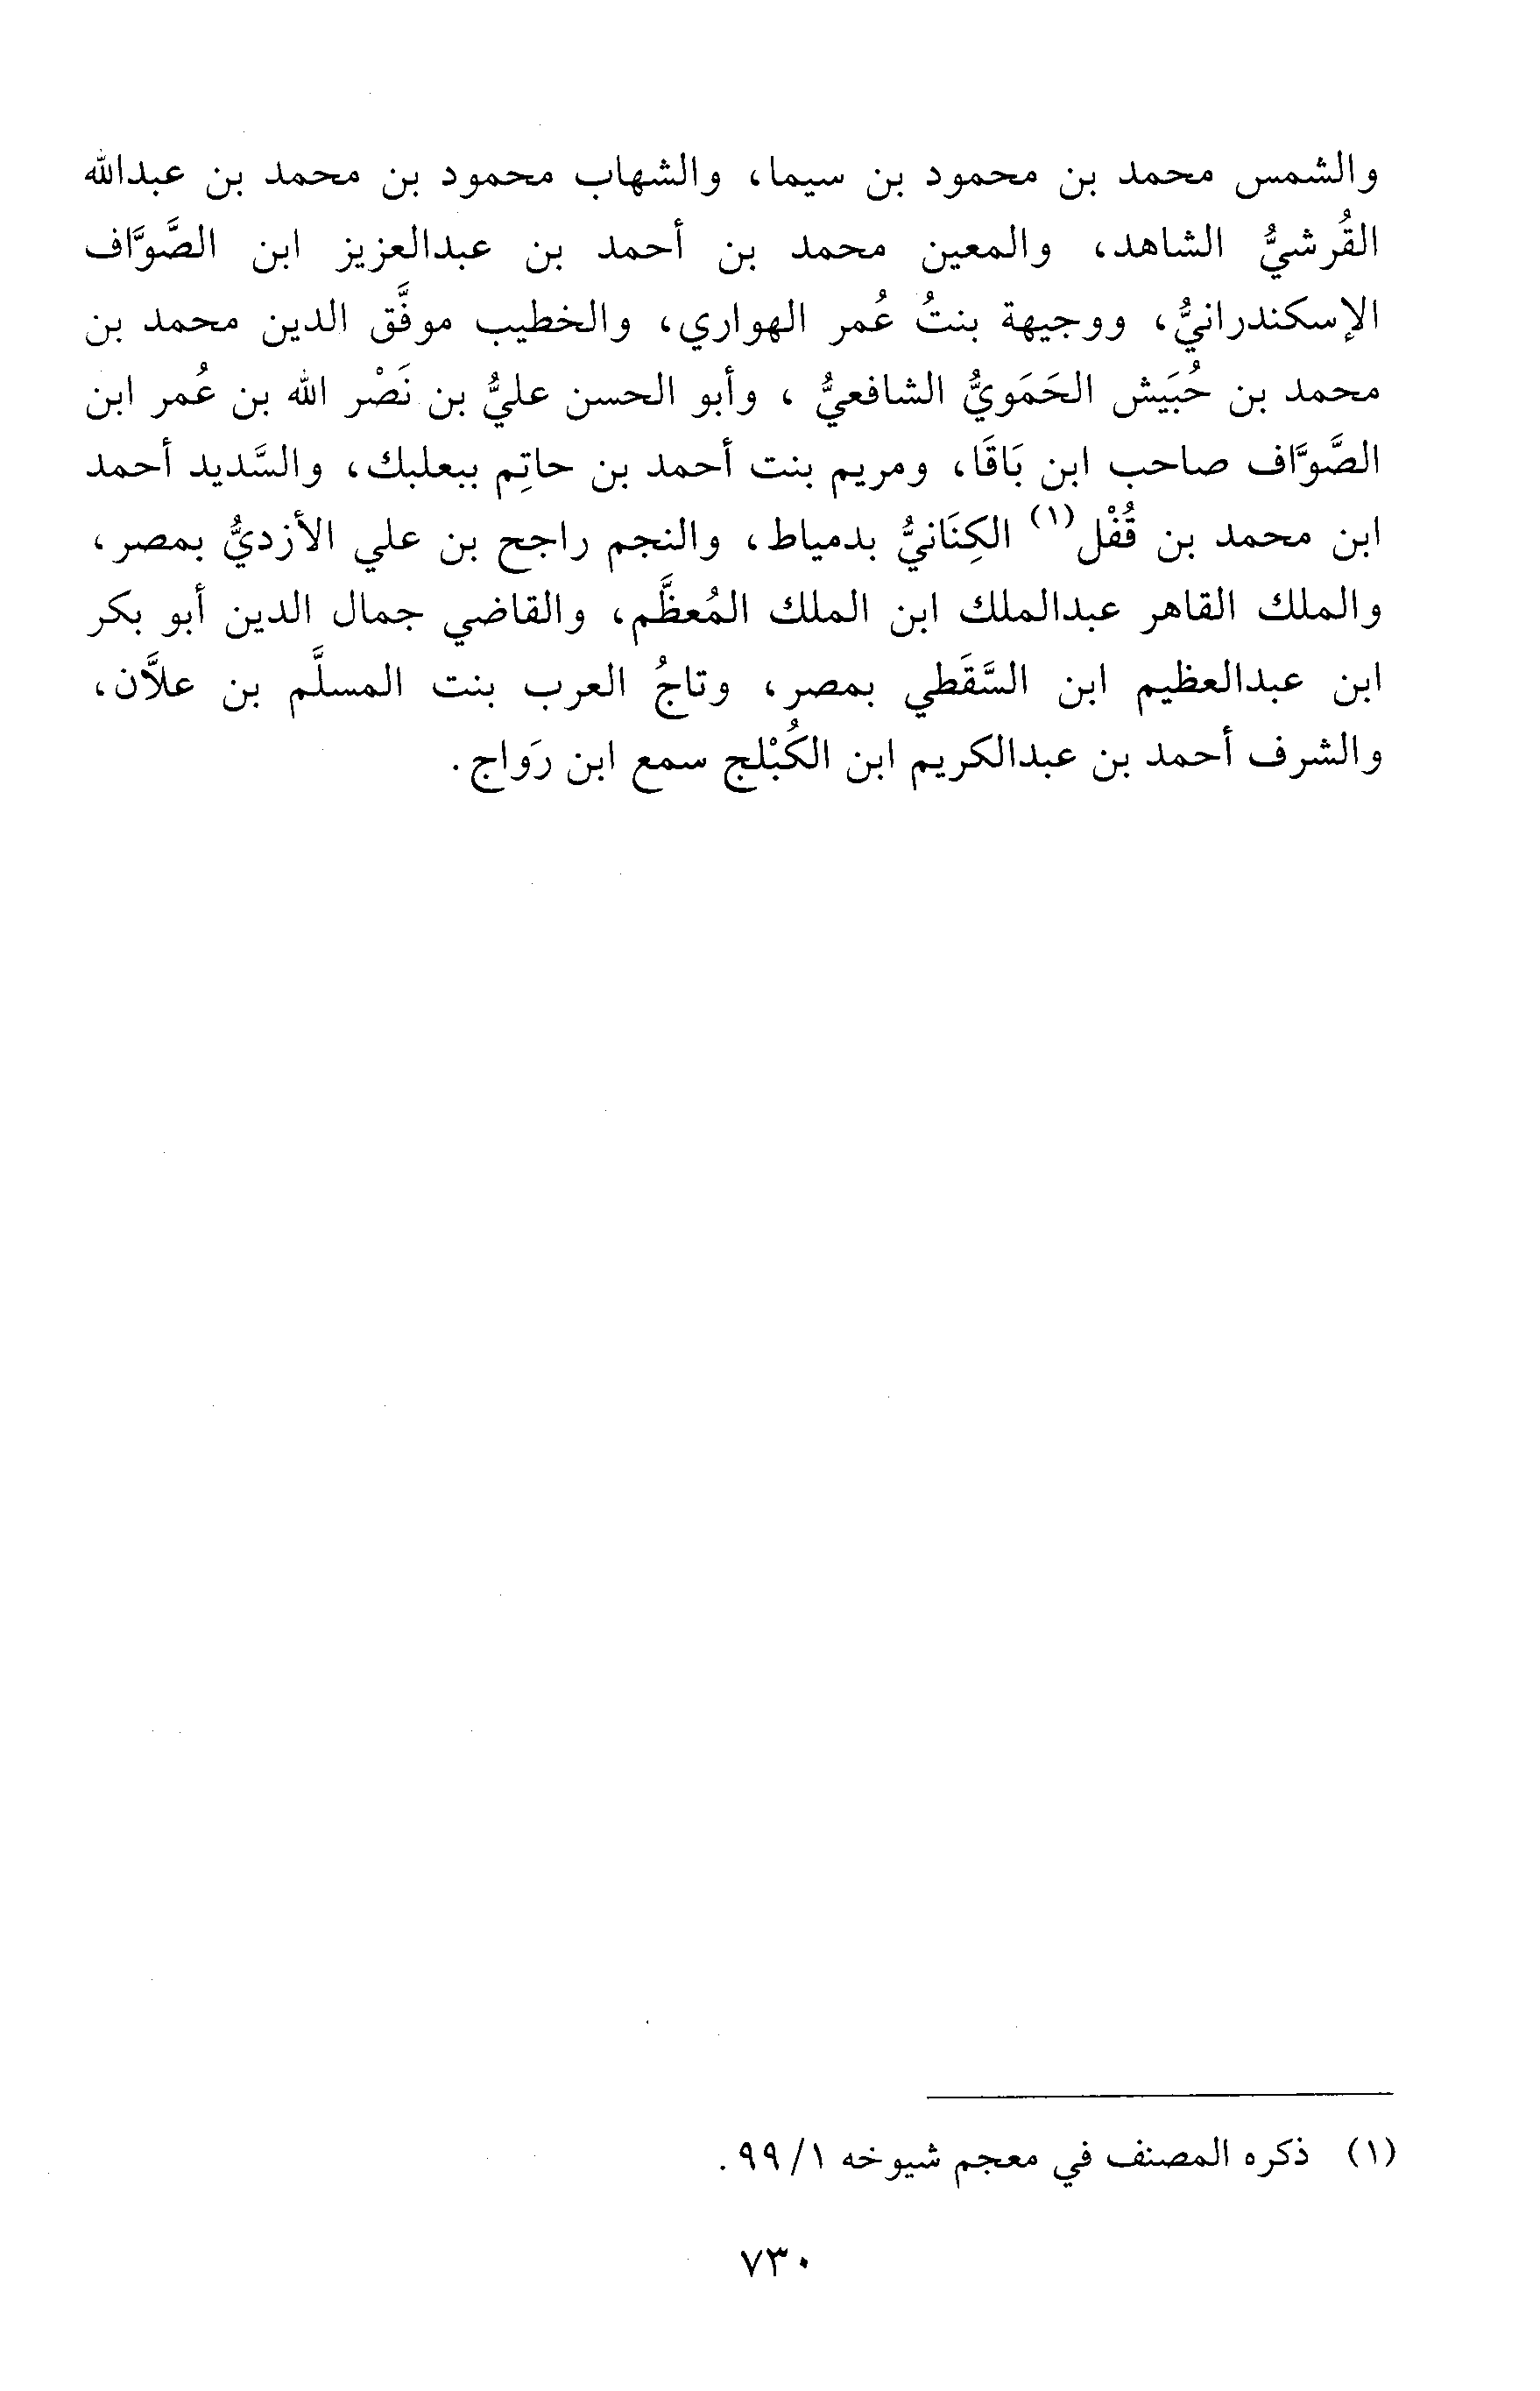 والشمس محمد بن محمود بن سيما، والشهاب محمود بن محمد بن عبدالله
القُرشيُّ الشاهد، والمعين محمد بن أحمد بن عبدالعزيز ابن الصَّوَّاف
الإسكندرانيُّ، ووجيهة بنتُ عُمر الهواري، والخطيب موفَّق الدين محمد بن
محمد بن حُبَيش الحَمَويُّ الشافعيُّ ، وأبو الحسن عليُّ بن نَصْر الله بن عُمر ابن
الصَّوَّاف صاحب ابن بَاقَا، ومريم بنت أحمد بن حاتِم ببعلبك، والسَّديد أحمد
ابن محمد بن قُفْل(١) الكِنَانيُّ بدمياط، والنجم راجح بن علي الأزديُّ بمصر،
والملك القاهر عبدالملك ابن الملك المُعظَّم، والقاضي جمال الدين أبو بكر
ابن عبدالعظيم ابن السَّقَطي بمصر، وتاجُ العرب بنت المسلَّم بن علاَّن،
والشرف أحمد بن عبدالكريم ابن الكُبْلج سمع ابن رَواج.
(١) ذكره المصنف في معجم شيوخه ١/ ٩٩.
٧٣٠